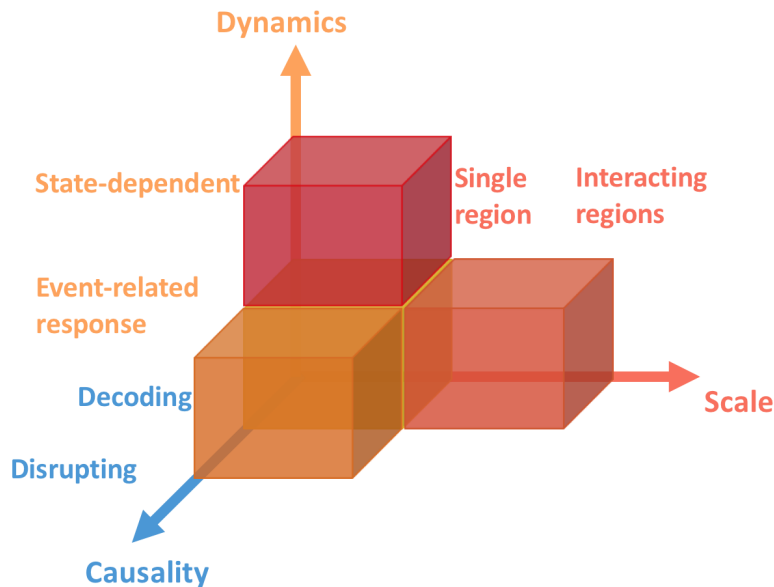 Dynamics
State-dependent
Single
region
Interacting
regions
Event-related
response
Decoding
Scale
Disrupting
Causality